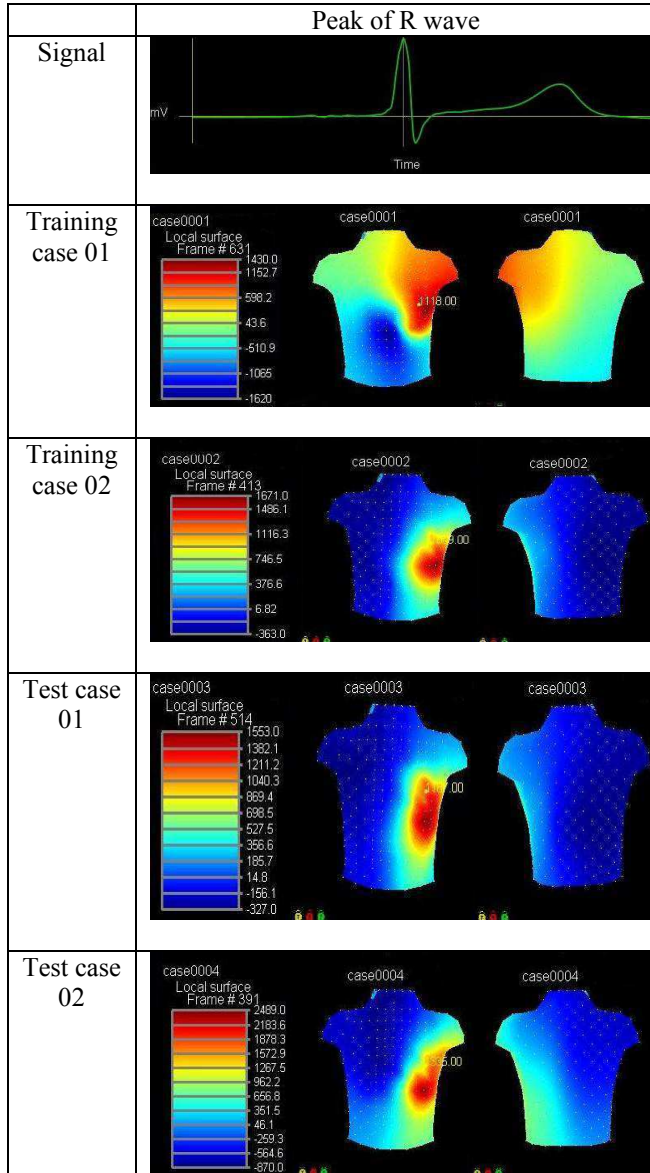 Peak of R wave
Signal
mV
Time
Training
case 01
case0001
Local surface
Frame # 631
1430.0
1152.7
598.2
43.6
-510.9
-1065
-1620
case0001
1118.00
case0001
Training
case 02
case0002
Local surface
Frame # 413
1671.0
1486.1
1116.3
746.5
376.6
6.82
-363.0
case0002
case0002
Test case
01
case0003
Local surface
Frame # 514
1553.0
1382.1
1211.2
1040.3
869.4
698.5
527.5
356.6
185.7
14.8
-156.1
-327.0
case0003
case0003
Test case
02
case0004
Local surface
Frame # 391
2489.0
2183.6
1878.3
1572.9
1267.5
962.2
656.8
351.5
46.1
-259.3
-564.6
-870.0
case0004
case0004